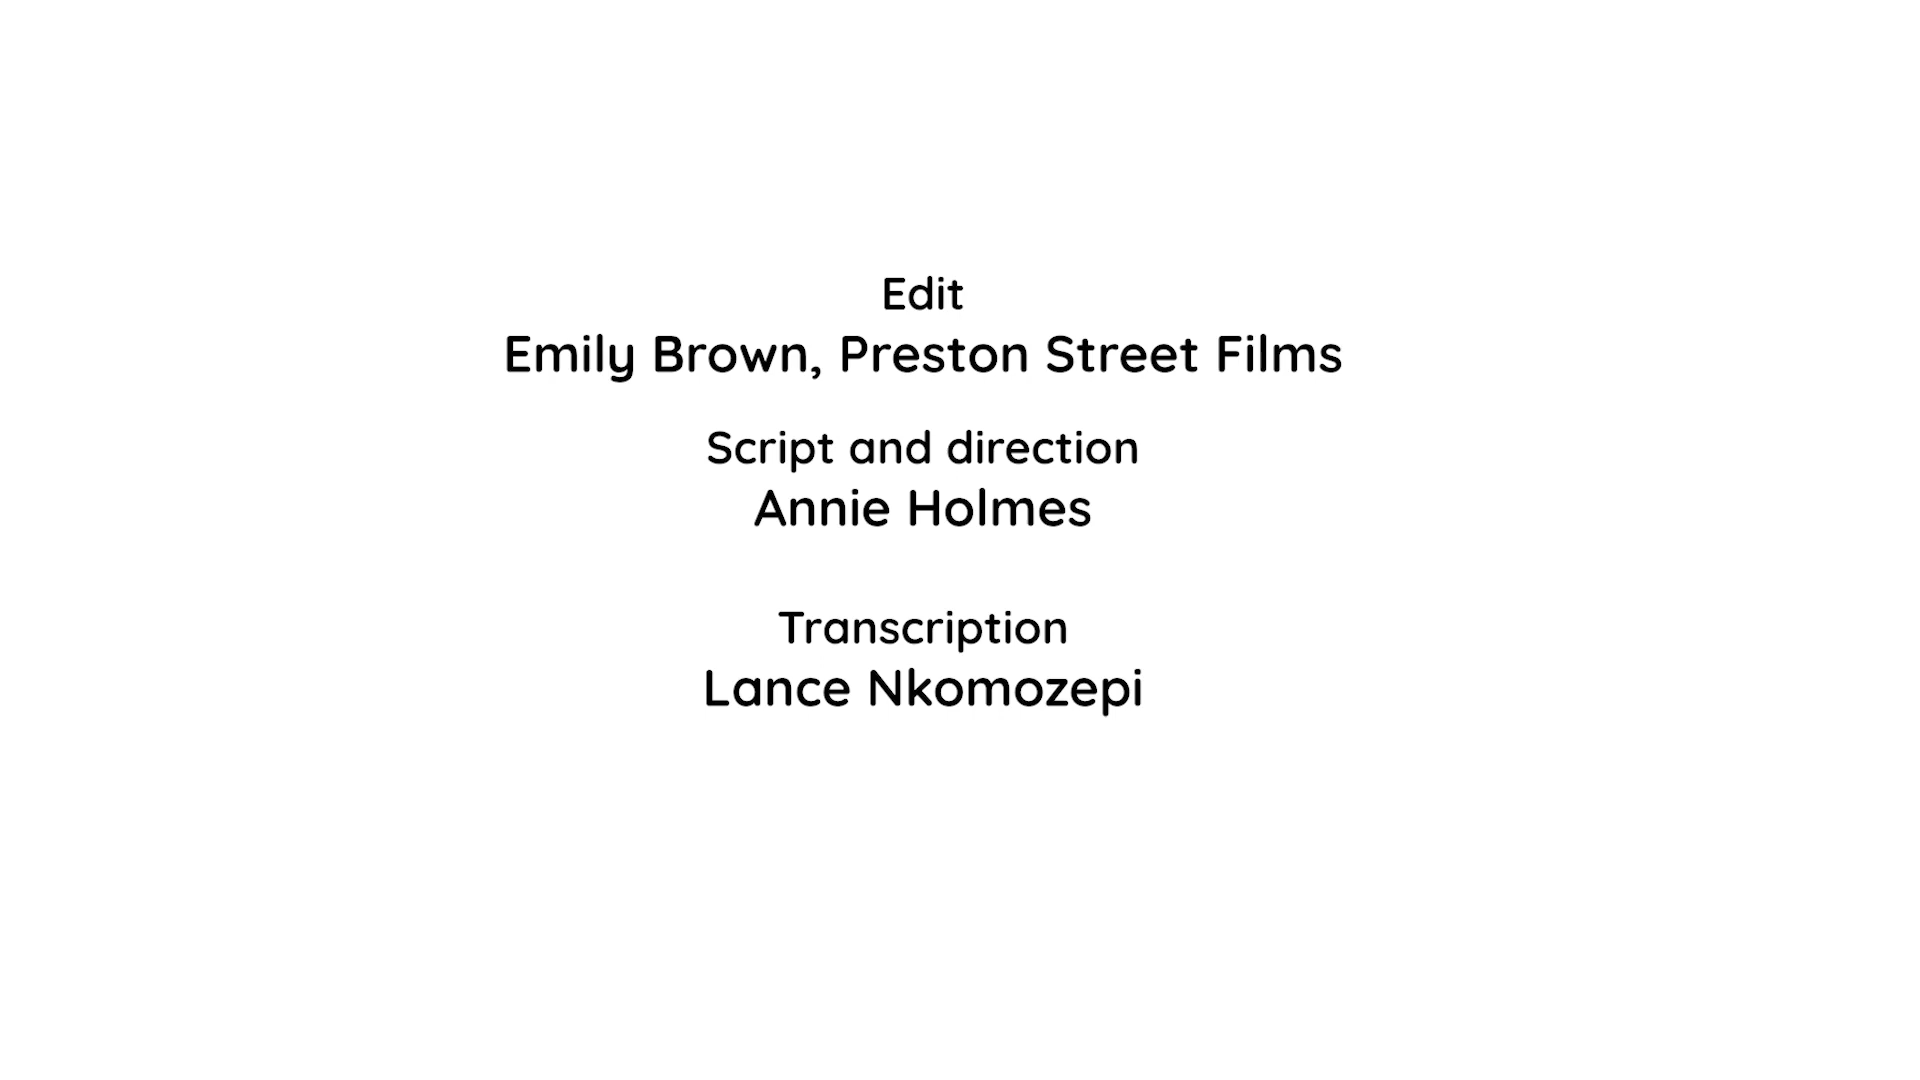 Edit
Emily Brown, Preston Street Films
Script and direction
Annie Holmes
Transcription
Lance Nkomozepi